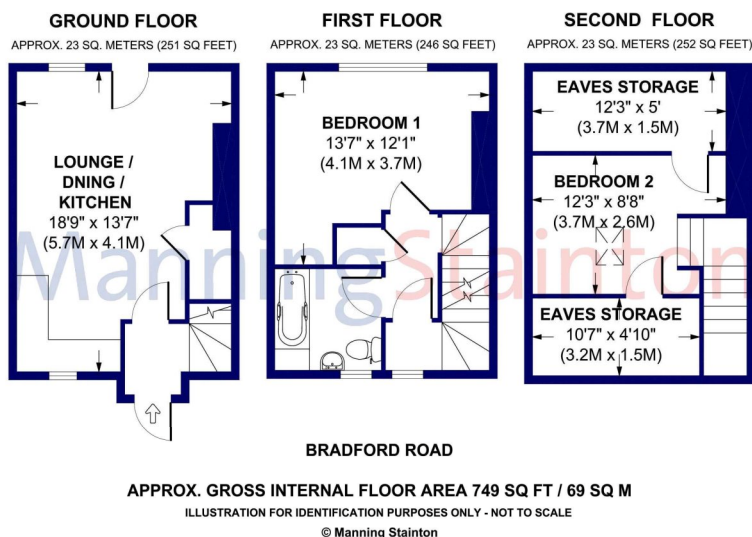 GROUND FLOOR
APPROX. 23 SQ. METERS (251 SQ FEET)
LOUNGE /
DNING /
KITCHEN
18'9" x 13'7"
(5.7M x 4.1M)
FIRST FLOOR
APPROX. 23 SQ. METERS (246 SQ FEET)
BEDROOM 1
13'7" x 12'1"
(4.1M x 3.7M)
SECOND FLOOR
APPROX. 23 SQ. METERS (252 SQ FEET)
EAVES STORAGE
12'3" x 5'
(3.7M x 1.5M)
BEDROOM 2
12'3" x 8'8"
(3.7M x 2.6M)
EAVES STORAGE
10'7" x 4'10"
(3.2M x 1.5M)
ManningStainton
BRADFORD ROAD
APPROX. GROSS INTERNAL FLOOR AREA 749 SQ FT / 69 SQ M
ILLUSTRATION FOR IDENTIFICATION PURPOSES ONLY - NOT TO SCALE
© Manning Stainton